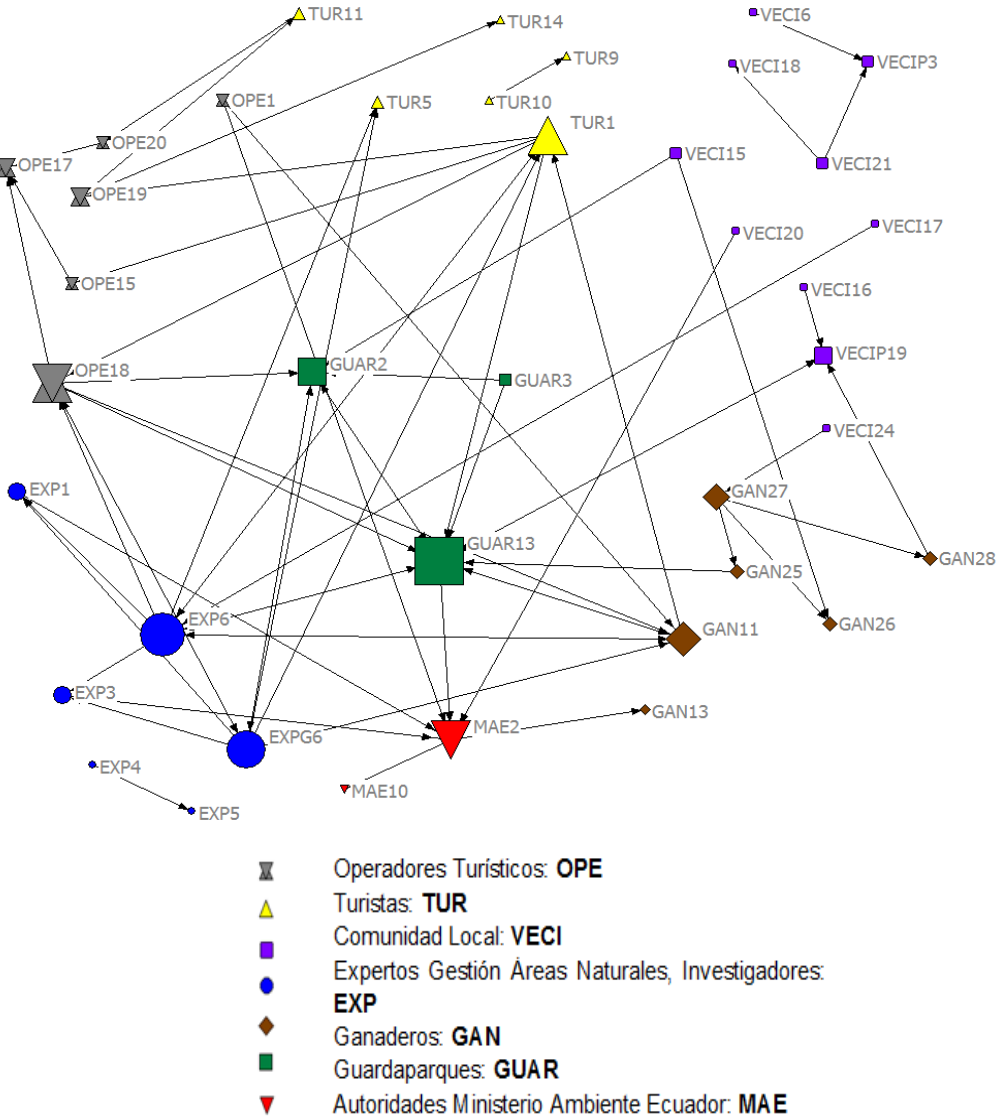 TUR11
TUR14
VECI6
TUR9
VECI18
VECIP3
OPE1
TUR5
TUR10
TUR1
OPE20
OPE17
VECI15
VECI21
OPE19
VECI20
VECI17
OPE15
VECI16
VECIP19
OPE18
GUAR2
GUAR3
VECI24
EXP1
GAN27
GUAR13
GAN28
GAN25
EXP6
GAN11
GAN26
EXP3
GAN13
MAE2
EXPG6
EXP4
MAE10
EXP5
Operadores Turísticos: OPE
Turistas: TUR
Comunidad Local: VECI
Expertos Gestión Áreas Naturales, Investigadores:
EXP
Ganaderos: GAN
Guardaparques: GUAR
Autoridades Ministerio Ambiente Ecuador: MAE